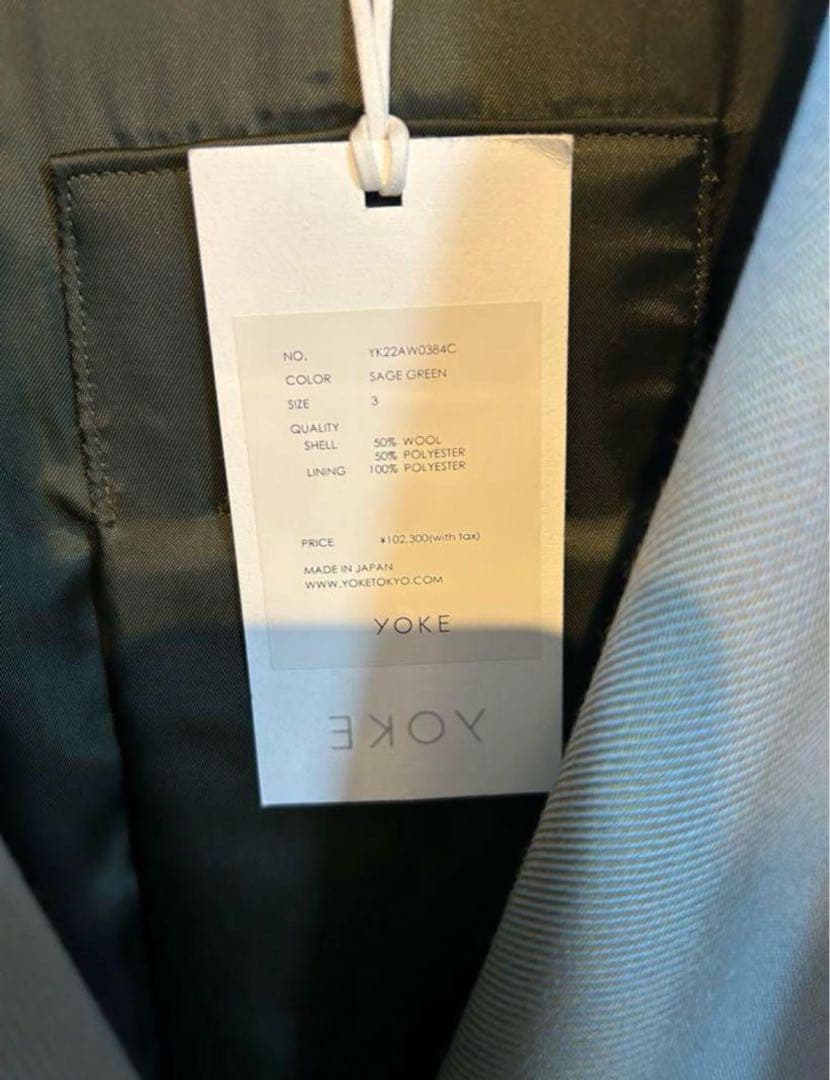 NO. YK22AW0384C
COLOR SAGE GREEN
SIZE 3
QUALITY
SHELL 50% WOOL
50% POLYESTER
LINING 100% POLYESTER
PRICE ¥102,300(with tax)
MADE IN JAPAN
WWW.YOKETOKYO.COM
YOKE
YOKE